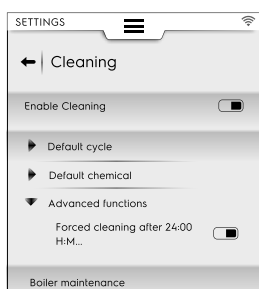 SETTINGS
Cleaning
Enable Cleaning
Default cycle
Default chemical
Advanced functions
Forced cleaning after 24:00
H:M...
Boiler maintenance